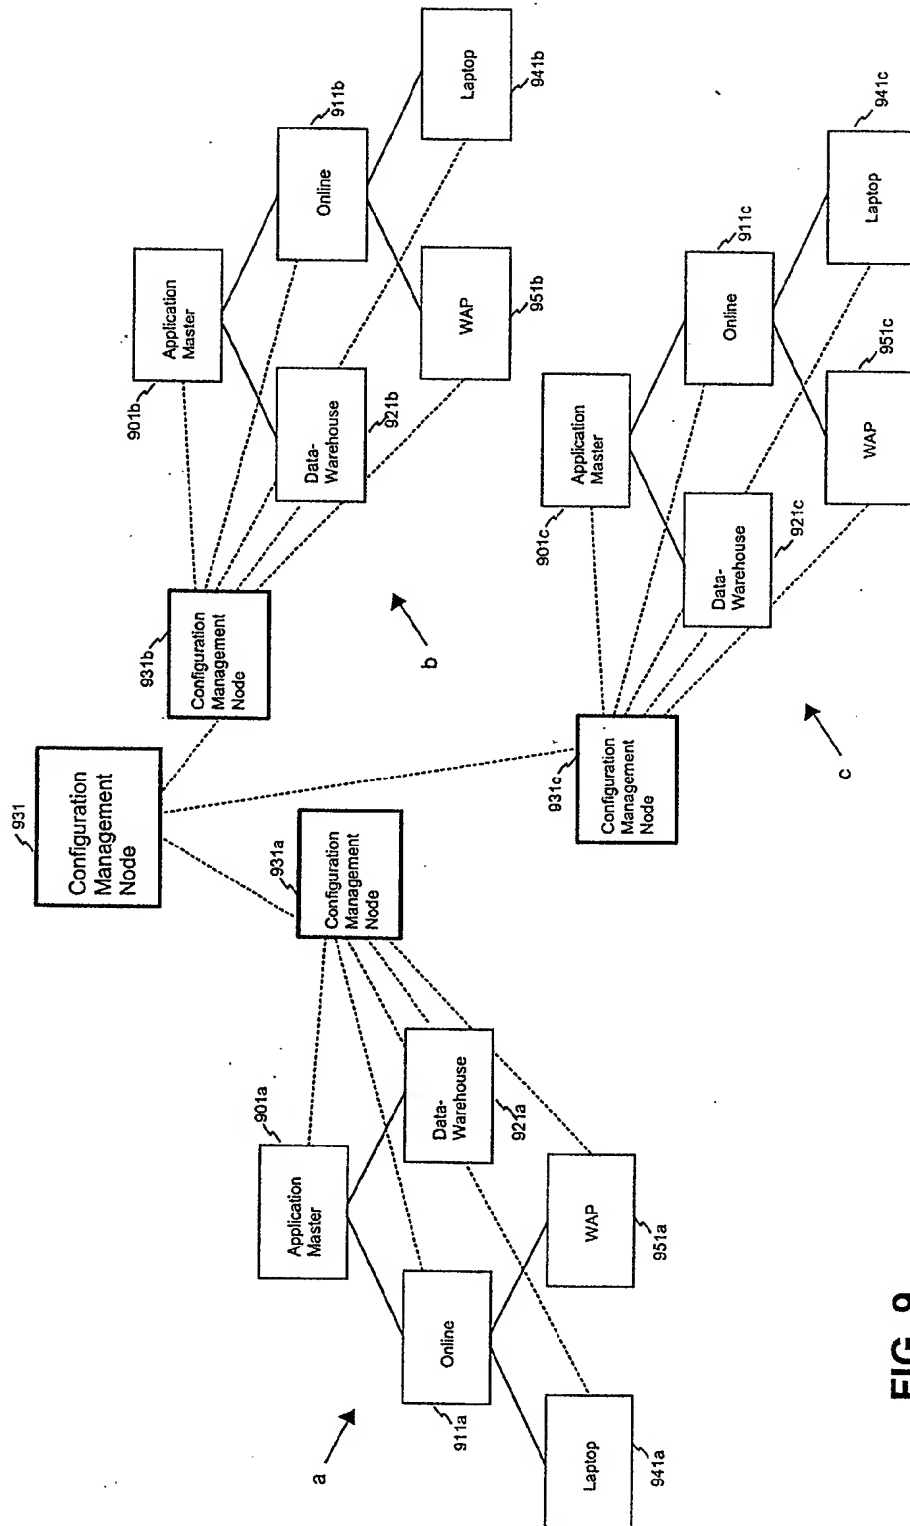 931
Configuration
Management
Node
931a
Configuration
Management
Node
901a
Application
Master
Data-
Warehouse
921a
Online
911a
WAP
951a
Laptop
941a
a
931b
Configuration
Management
Node
901b
Application
Master
Data-
Warehouse
921b
Online
911b
WAP
951b
Laptop
941b
b
931c
Configuration
Management
Node
901c
Application
Master
Data-
Warehouse
921c
Online
911c
WAP
951c
Laptop
941c
c
FIG. 9